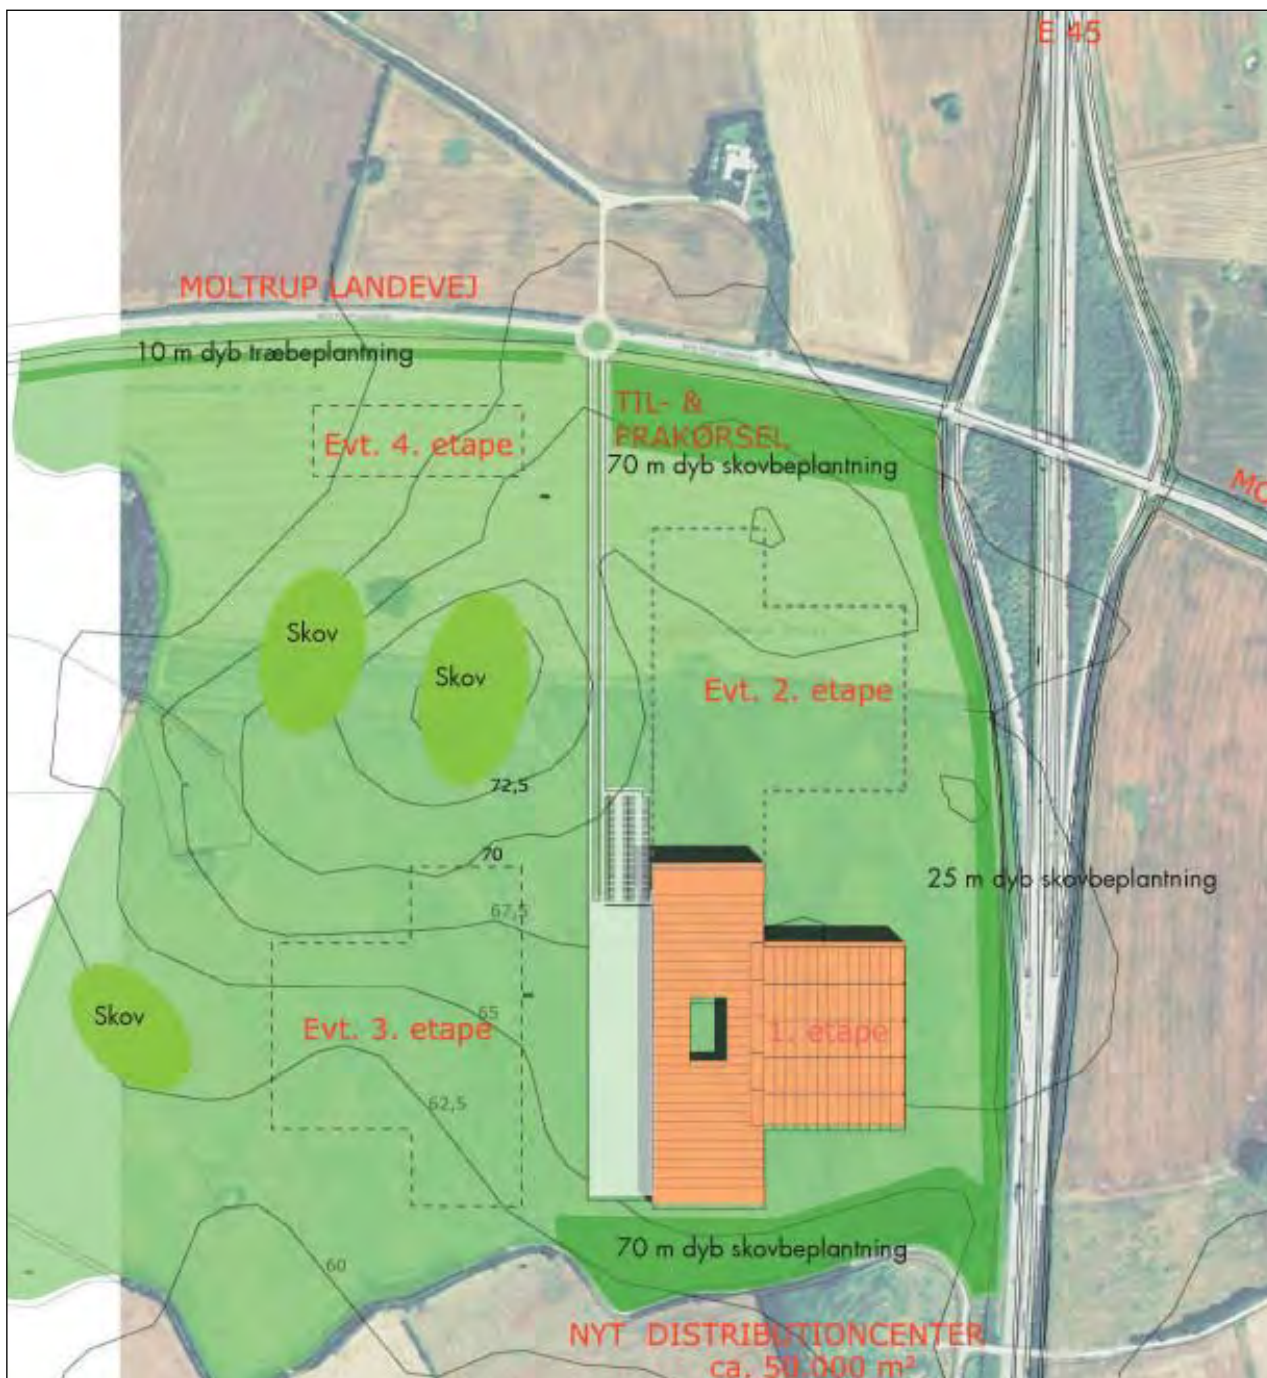 E 45
MOLTRUP LANDEVEJ
10 m dyb træbeplantning
TIL- &
FRAKØRSEL
Evt. 4. etape
70 m dyb skovbeplantning
MO
Skov
Skov
Evt. 2. etape
72,5
70
25 m dyb skovbeplantning
67,5
Skov
65
Evt. 3. etape
1. etape
62,5
70 m dyb skovbeplantning
60
NYT DISTRIBUTIONCENTER
ca. 50.000 m²